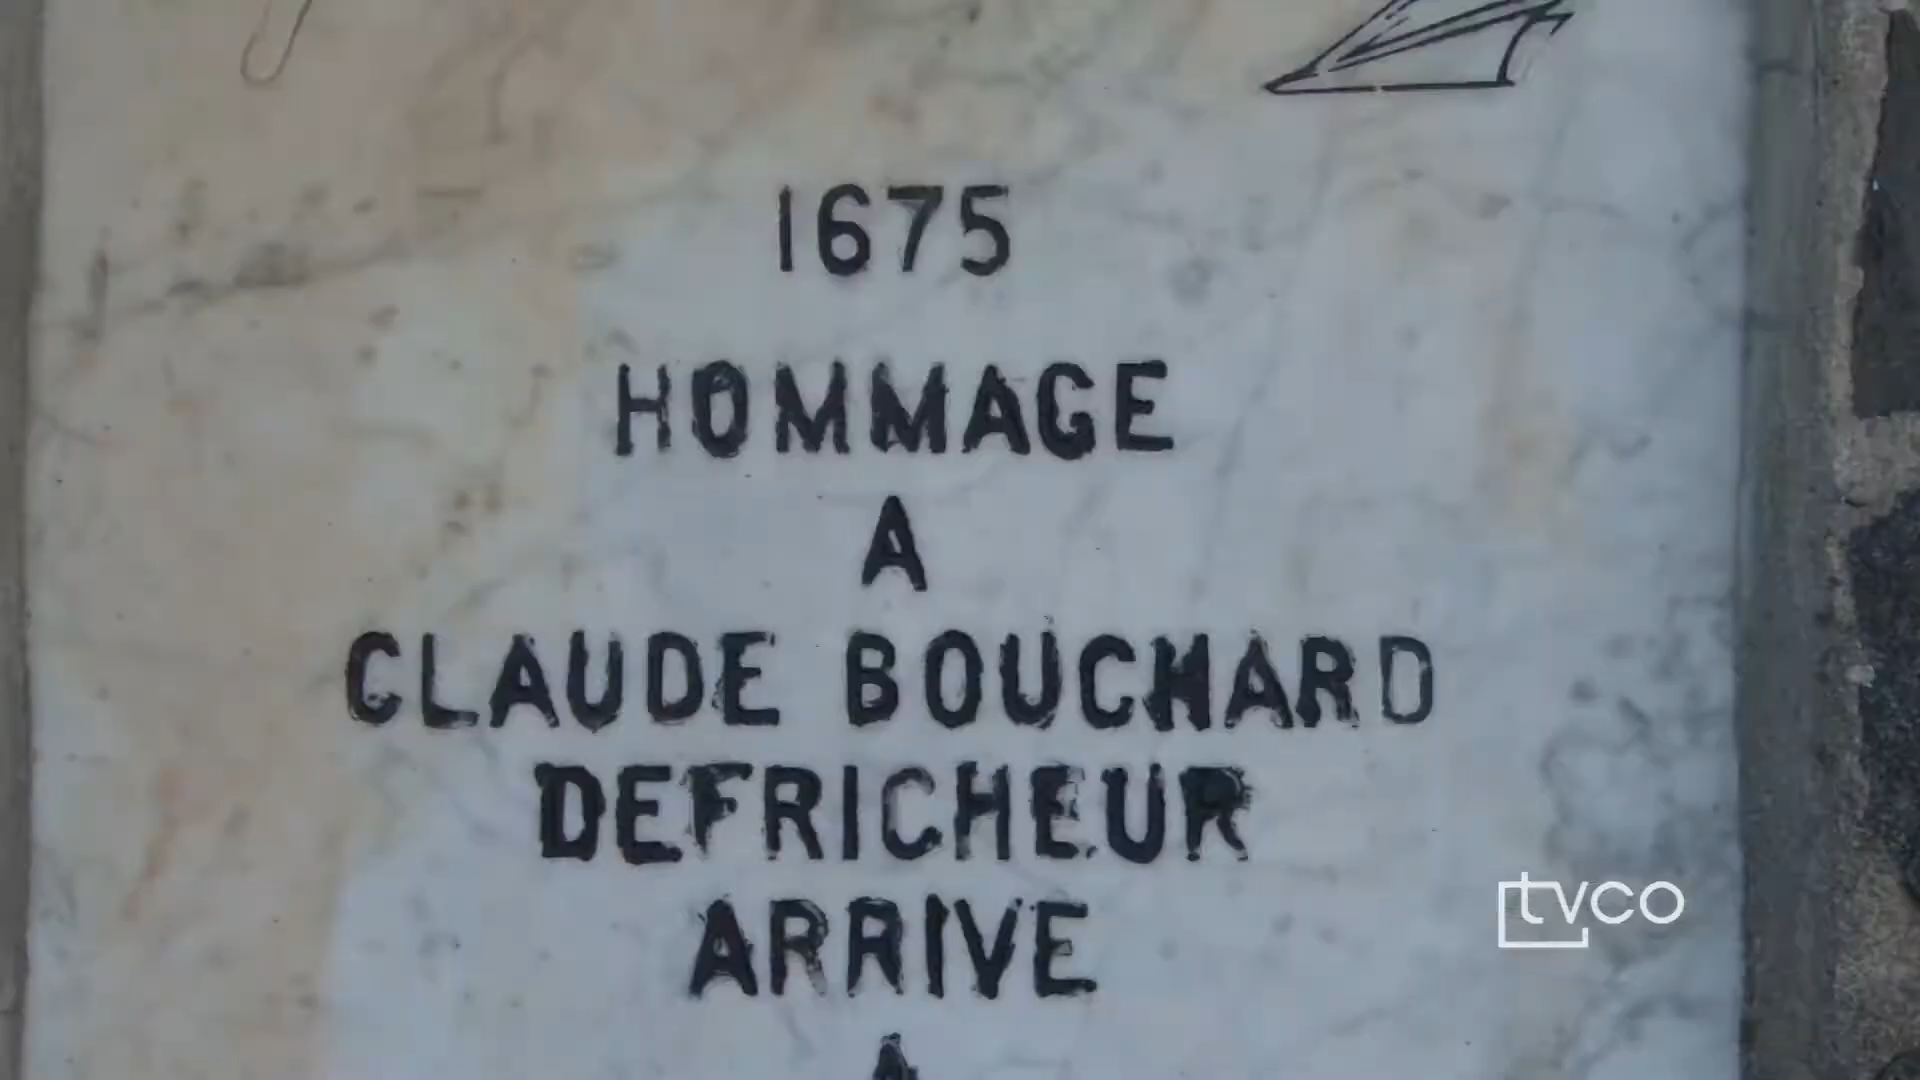 1675
HOMMAGE
A
CLAUDE BOUCHARD
DEFRICHEUR
ARRIVE
A
tvco